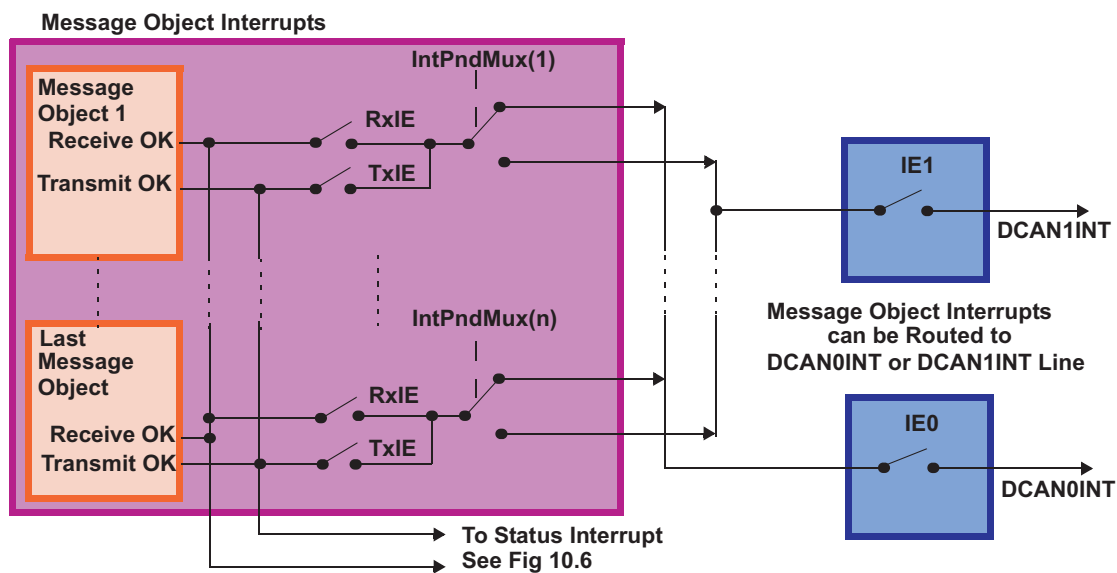 Message Object Interrupts
IntPndMux(1)
Message
Object 1
Receive OK
Transmit OK
RxIE
TxIE
IE1
DCAN1INT
IntPndMux(n)
Message Object Interrupts
can be Routed to
DCAN0INT or DCAN1INT Line
Last
Message
Object
Receive OK
Transmit OK
RxIE
TxIE
IE0
DCAN0INT
To Status Interrupt
See Fig 10.6